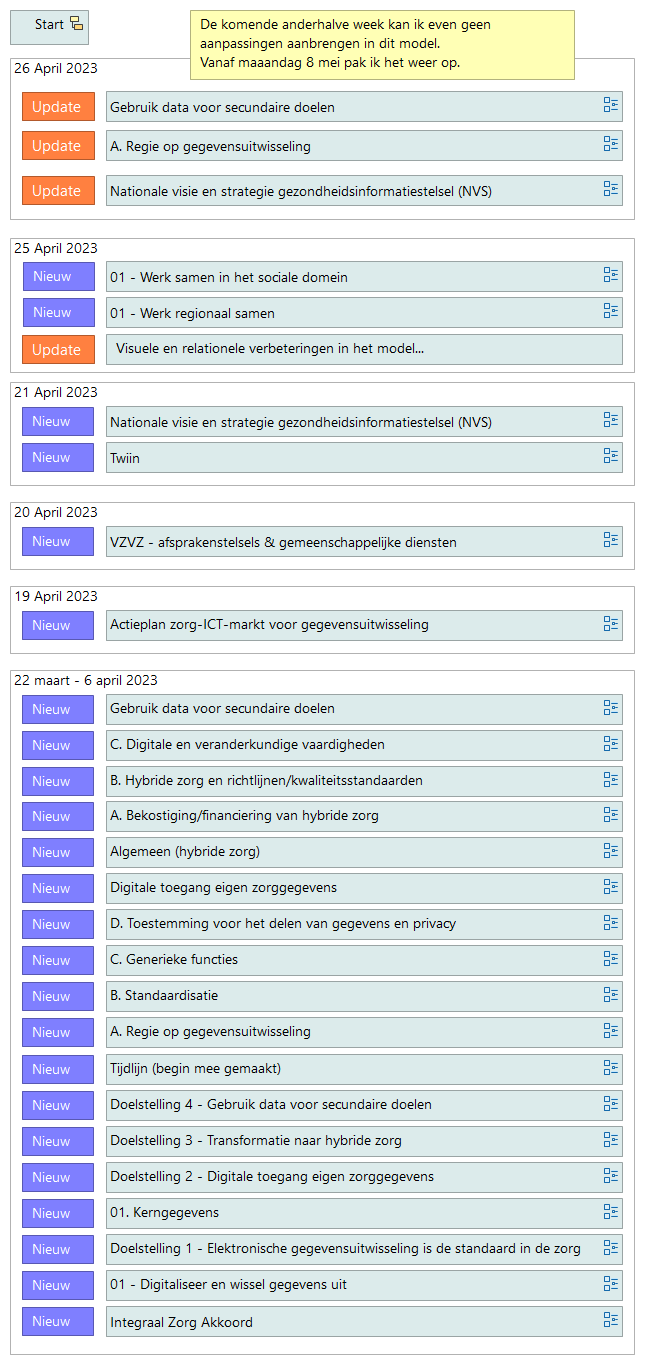 Start
De komende anderhalve week kan ik even geen
aanpassingen aanbrengen in dit model.
Vanaf maaandag 8 mei pak ik het weer op.
26 April 2023
Update Gebruik data voor secundaire doelen
Update A. Regie op gegevensuitwisseling
Update Nationale visie en strategie gezondheidsinformatiestelsel (NVS)
25 April 2023
Nieuw 01 - Werk samen in het sociale domein
Nieuw 01 - Werk regionaal samen
Update Visuele en relationele verbeteringen in het model...
21 April 2023
Nieuw Nationale visie en strategie gezondheidsinformatiestelsel (NVS)
Nieuw Twiin
20 April 2023
Nieuw VZVZ - afsprakenstelsels & gemeenschappelijke diensten
19 April 2023
Nieuw Actieplan zorg-ICT-markt voor gegevensuitwisseling
22 maart - 6 april 2023
Nieuw Gebruik data voor secundaire doelen
Nieuw C. Digitale en veranderkundige vaardigheden
Nieuw B. Hybride zorg en richtlijnen/kwaliteitsstandaarden
Nieuw A. Bekostiging/financiering van hybride zorg
Nieuw Algemeen (hybride zorg)
Nieuw Digitale toegang eigen zorggegevens
Nieuw D. Toestemming voor het delen van gegevens en privacy
Nieuw C. Generieke functies
Nieuw B. Standaardisatie
Nieuw A. Regie op gegevensuitwisseling
Nieuw Tijdlijn (begin mee gemaakt)
Nieuw Doelstelling 4 - Gebruik data voor secundaire doelen
Nieuw Doelstelling 3 - Transformatie naar hybride zorg
Nieuw Doelstelling 2 - Digitale toegang eigen zorggegevens
Nieuw 01. Kerngegevens
Nieuw Doelstelling 1 - Elektronische gegevensuitwisseling is de standaard in de zorg
Nieuw 01 - Digitaliseer en wissel gegevens uit
Nieuw Integraal Zorg Akkoord